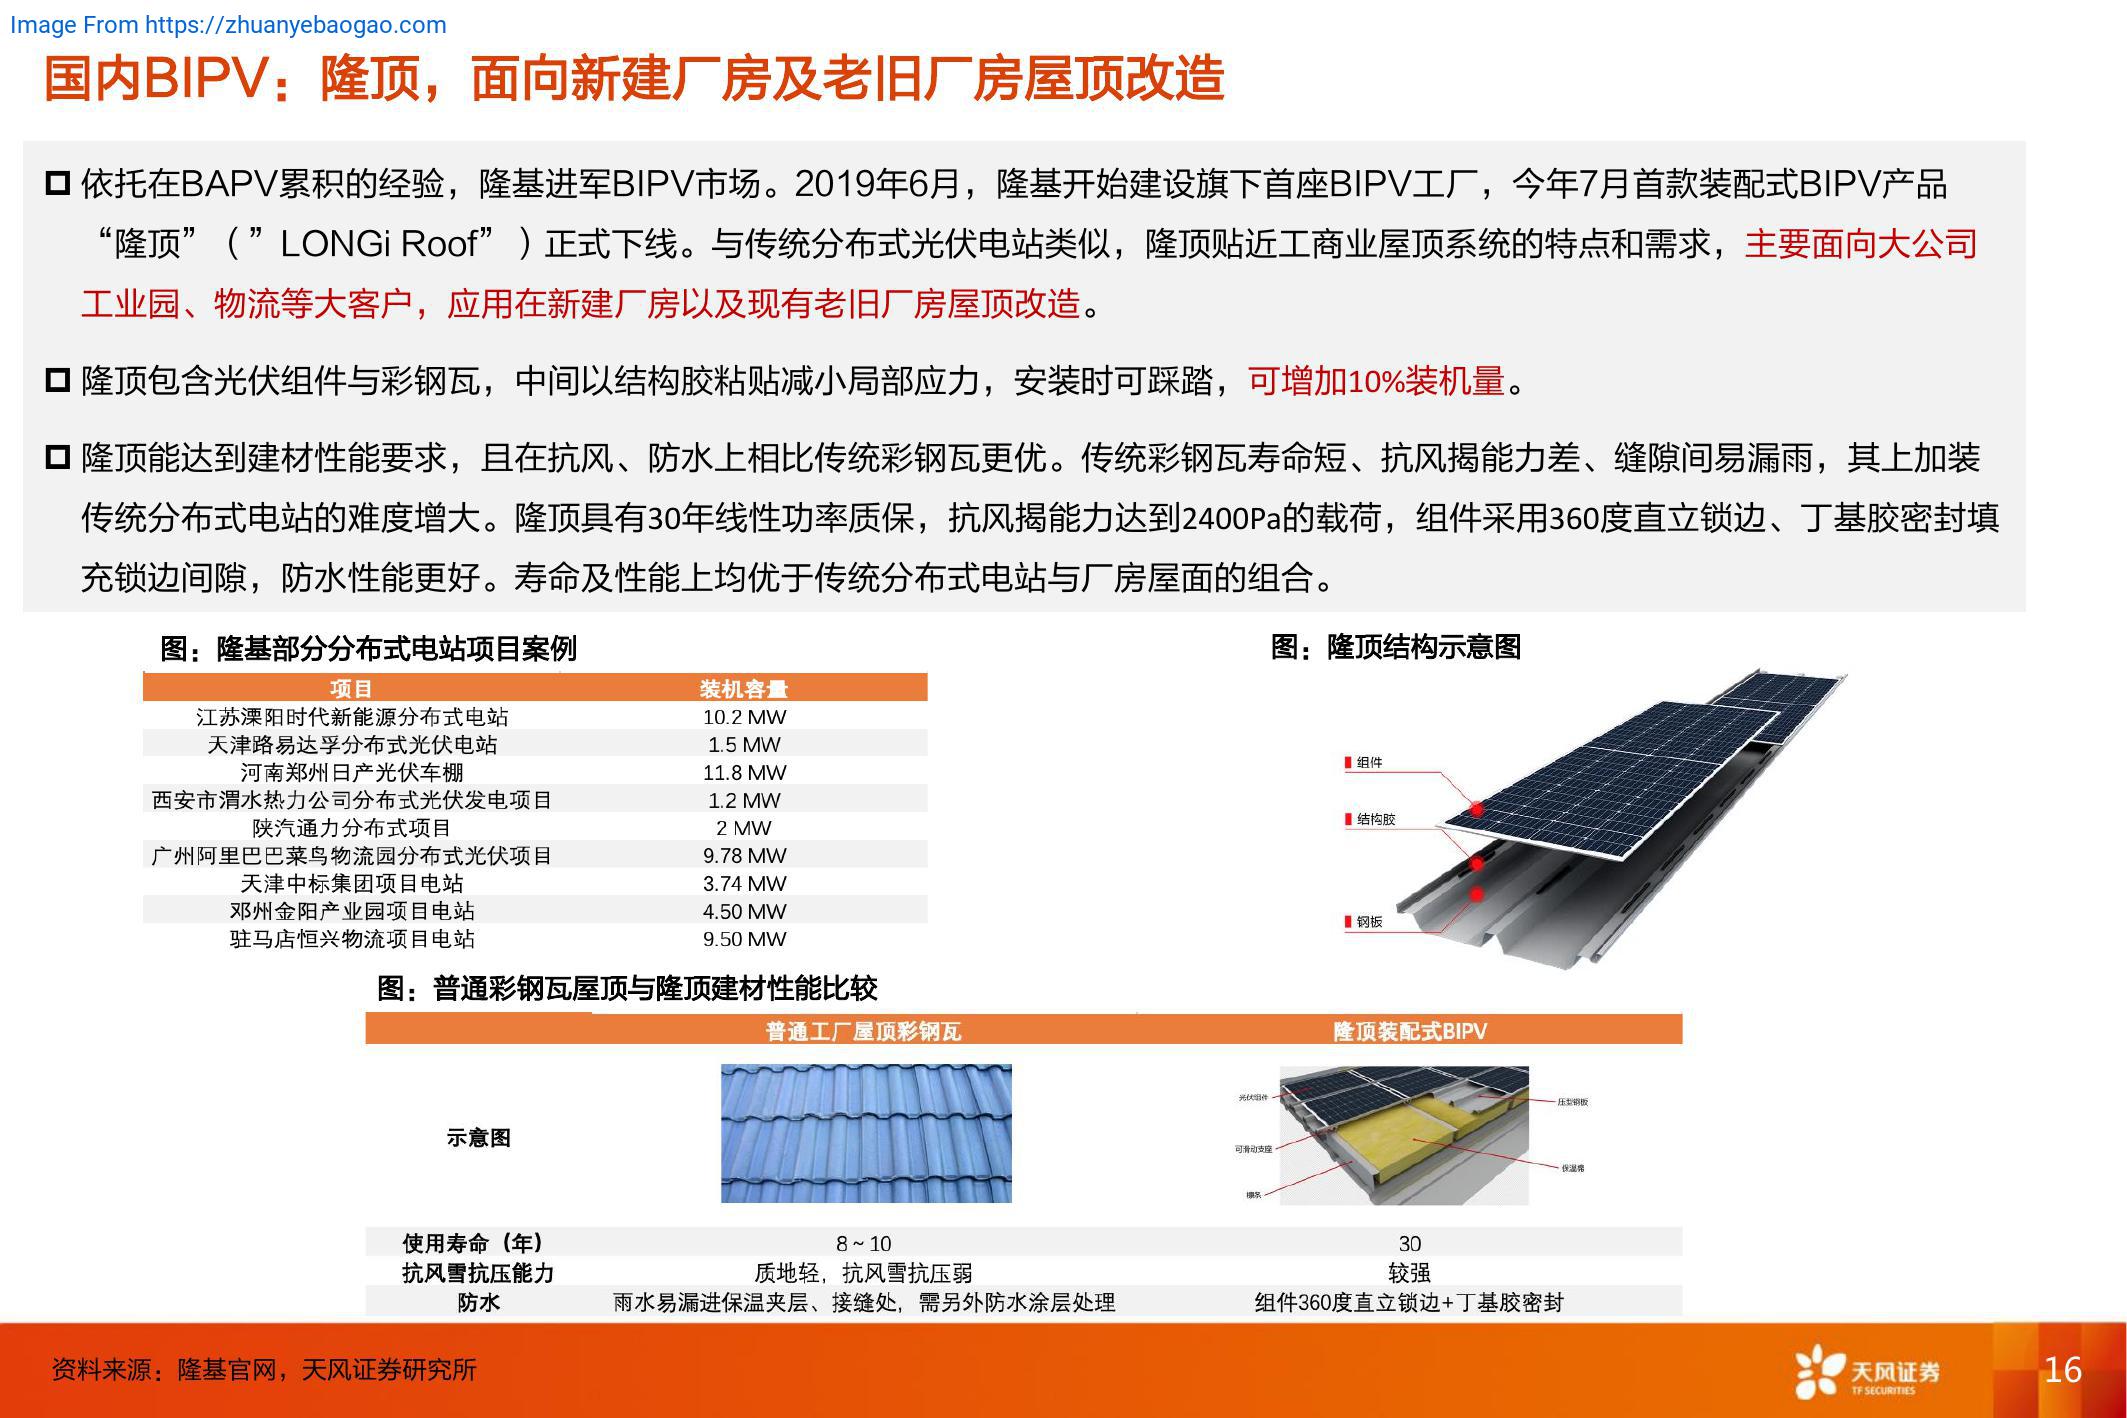 Image From https://zhuanyebaogao.com
国内BIPV：隆顶，面向新建厂房及老旧厂房屋顶改造
依托在BAPV累积的经验，隆基进军BIPV市场。2019年6月，隆基开始建设旗下首座BIPV工厂，今年7月首款装配式BIPV产品
“隆顶”（”LONGi Roof”）正式下线。与传统分布式光伏电站类似，隆顶贴近工商业屋顶系统的特点和需求，主要面向大公司
工业园、物流等大客户，应用在新建厂房以及现有老旧厂房屋顶改造。
隆顶包含光伏组件与彩钢瓦，中间以结构胶粘贴减小局部应力，安装时可踩踏，可增加10%装机量。
隆顶能达到建材性能要求，且在抗风、防水上相比传统彩钢瓦更优。传统彩钢瓦寿命短、抗风揭能力差、缝隙间易漏雨，其上加装
传统分布式电站的难度增大。隆顶具有30年线性功率质保，抗风揭能力达到2400Pa的载荷，组件采用360度直立锁边、丁基胶密封填
充锁边间隙，防水性能更好。寿命及性能上均优于传统分布式电站与厂房屋面的组合。
图：隆基部分分布式电站项目案例
项目 装机容量
江苏溧阳时代新能源分布式电站 10.2 MW
天津路易达孚分布式光伏电站 1.5 MW
河南郑州日产光伏车棚 11.8 MW
西安市渭水热力公司分布式光伏发电项目 1.2 MW
陕汽通力分布式项目 2 MW
广州阿里巴巴菜鸟物流园分布式光伏项目 9.78 MW
天津中标集团项目电站 3.74 MW
邓州金阳产业园项目电站 4.50 MW
驻马店恒兴物流项目电站 9.50 MW
图：隆顶结构示意图
组件
结构胶
钢板
图：普通彩钢瓦屋顶与隆顶建材性能比较
普通工厂屋顶彩钢瓦 隆顶装配式BIPV
示意图
光伏组件
压型钢板
可滑动支座
保温棉
檩条
使用寿命（年） 8 ~ 10 30
抗风雪抗压能力 质地轻，抗风雪抗压弱 较强
防水 雨水易漏进保温夹层、接缝处，需另外防水涂层处理 组件360度直立锁边+丁基胶密封
资料来源：隆基官网，天风证券研究所
天风证券
TF SECURITIES
16